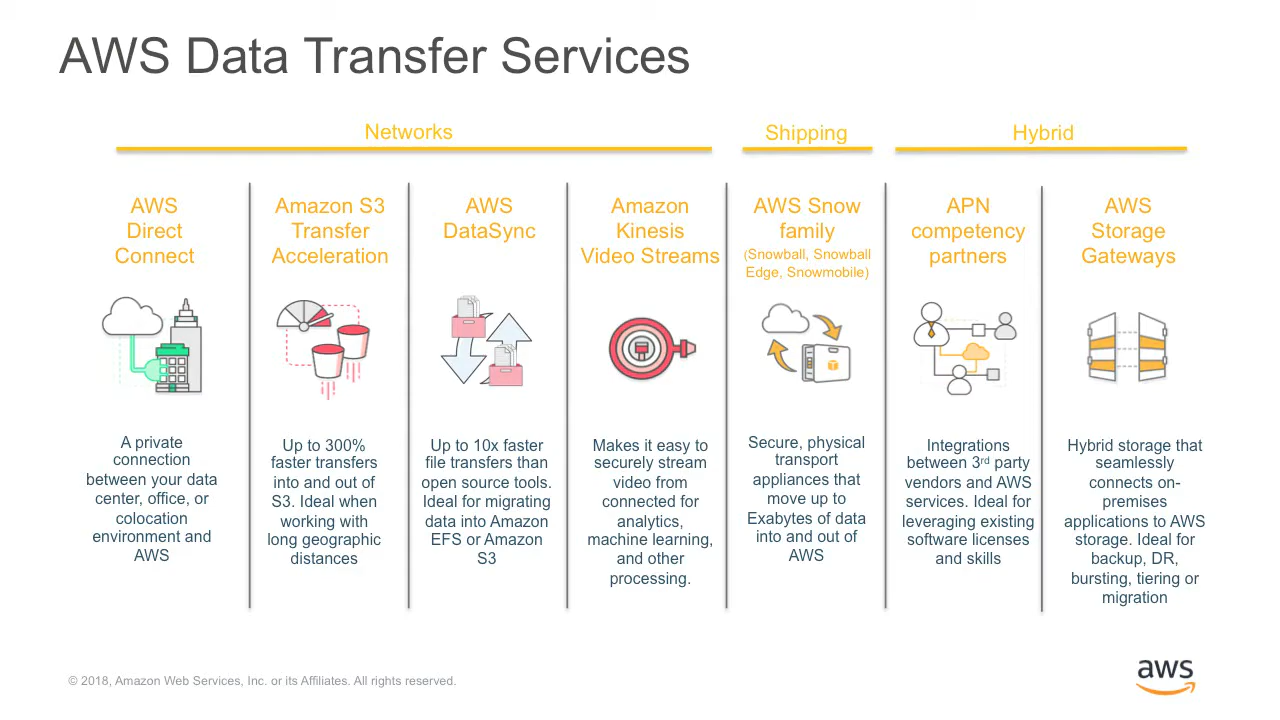 AWS Data Transfer Services
Networks
Shipping
Hybrid
AWS
Direct
Connect
A private
connection
between your data
center, office, or
colocation
environment and
AWS
Amazon S3
Transfer
Acceleration
Up to 300%
faster transfers
into and out of
S3. Ideal when
working with
long geographic
distances
AWS
DataSync
Up to 10x faster
file transfers than
open source tools.
Ideal for migrating
data into Amazon
EFS or Amazon
S3
Amazon
Kinesis
Video Streams
Makes it easy to
securely stream
video from
connected for
analytics,
machine learning,
and other
processing.
AWS Snow
family
(Snowball, Snowball
Edge, Snowmobile)
Secure, physical
transport
appliances that
move up to
Exabytes of data
into and out of
AWS
APN
competency
partners
Integrations
between 3rd party
vendors and AWS
services. Ideal for
leveraging existing
software licenses
and skills
AWS
Storage
Gateways
Hybrid storage that
seamlessly
connects on-
premises
applications to AWS
storage. Ideal for
backup, DR,
bursting, tiering or
migration
© 2018, Amazon Web Services, Inc. or its Affiliates. All rights reserved.
aws